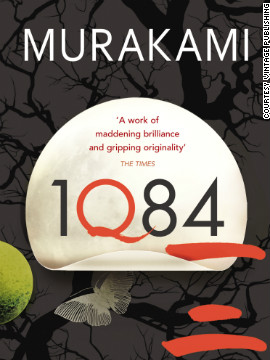 MURAKAMI
'A work of
maddening brilliance
and gripping originality'
THE TIMES
1Q84
COURTESY VINTAGE PUBLISHING